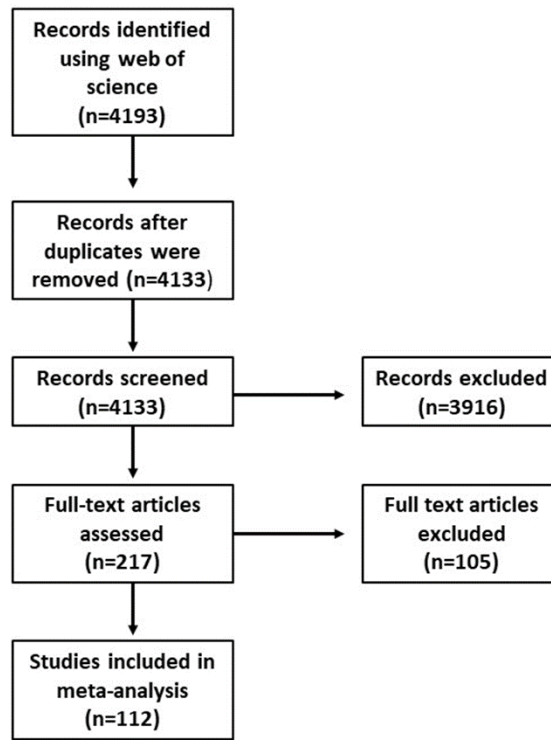 Records identified
using web of
science
(n=4193)
Records after
duplicates were
removed (n=4133)
Records screened
(n=4133)
Records excluded
(n=3916)
Full-text articles
assessed
(n=217)
Full text articles
excluded
(n=105)
Studies included in
meta-analysis
(n=112)